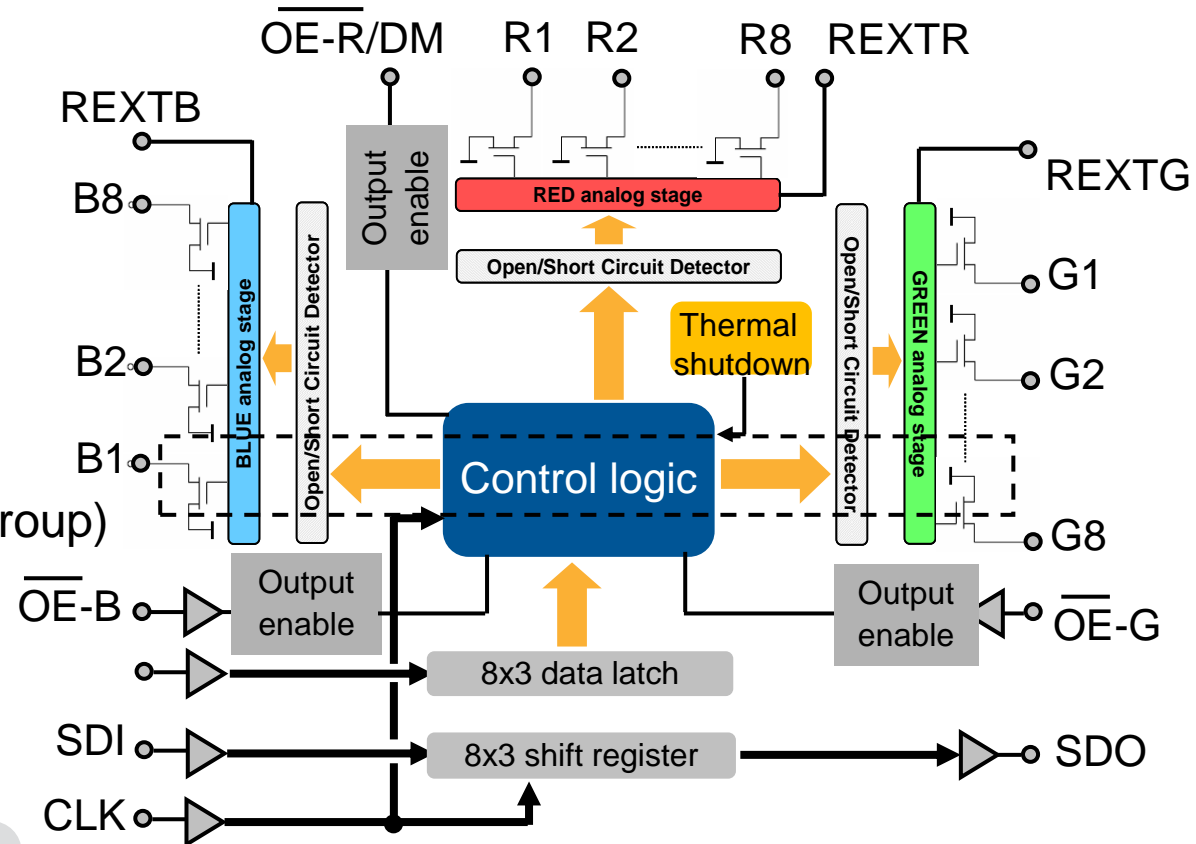 OE-R/DM R1 R2 R8 REXTR
REXTB
REXTG
B8
B2
B1
roup)
Output
enable
RED analog stage
Open/Short Circuit Detector
Thermal
shutdown
BLUE analog stage
Open/Short Circuit Detector
Open/Short Circuit Detector
GREEN analog stage
G1
G2
G8
Control logic
OE-B
Output
enable
Output
enable
OE-G
8x3 data latch
SDI
8x3 shift register
SDO
CLK